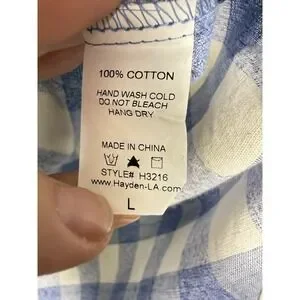 100% COTTON
HAND WASH COLD
DO NOT BLEACH
HANG DRY
MADE IN CHINA
STYLE# H3216
www.Hayden-LA.com
L